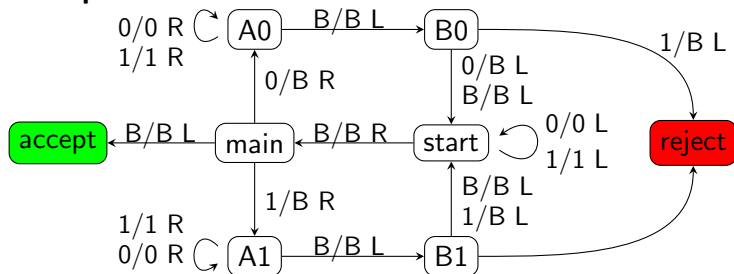 0/0 R
1/1 R
A0
B/B L
B0
1/B L
0/B R
0/B L
B/B L
accept
B/B L
main
B/B R
start
0/0 L
1/1 L
reject
1/B R
B/B L
1/B L
1/1 R
0/0 R
A1
B/B L
B1